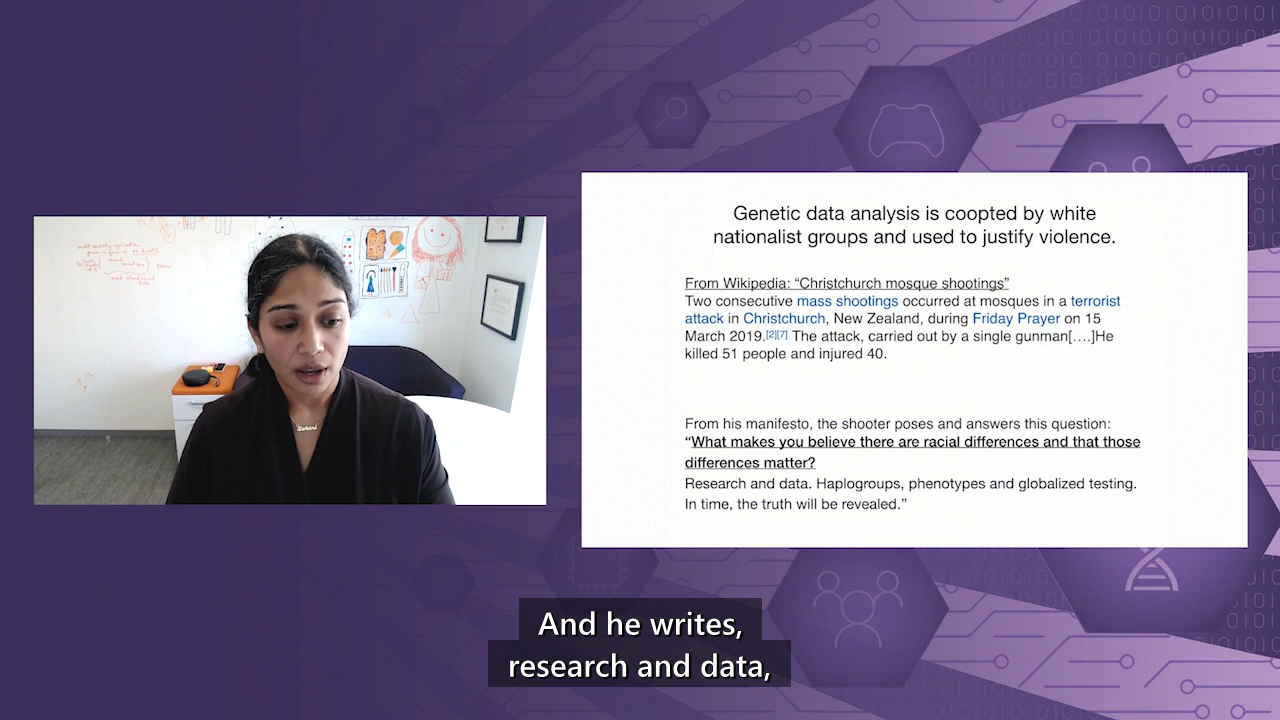 Genetic data analysis is coopted by white
nationalist groups and used to justify violence.
From Wikipedia: “Christchurch mosque shootings”
Two consecutive mass shootings occurred at mosques in a terrorist
attack in Christchurch, New Zealand, during Friday Prayer on 15
March 2019.[2][7] The attack, carried out by a single gunman[….]He
killed 51 people and injured 40.
From his manifesto, the shooter poses and answers this question:
“What makes you believe there are racial differences and that those
differences matter?
Research and data. Haplogroups, phenotypes and globalized testing.
In time, the truth will be revealed.”
And he writes,
research and data,